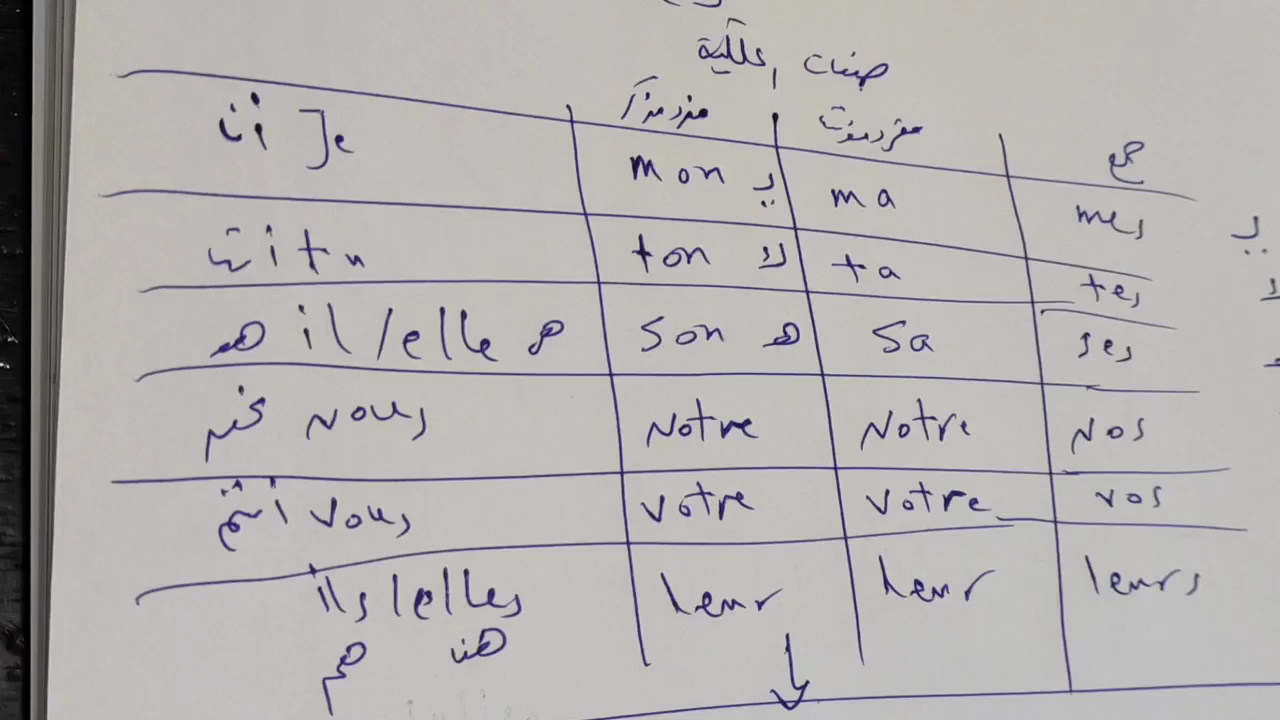 صفات الملكية
مفرد مذكر مفرد مؤنث جمع
أنا Je mon ي ma mes ي
أنت tu ton ك ta tes
هو il/elle هي son ه sa ses
نحن Nous Notre Notre Nos
أنتم vous votre votre vos
ils/elles leur leur leurs
هم هن